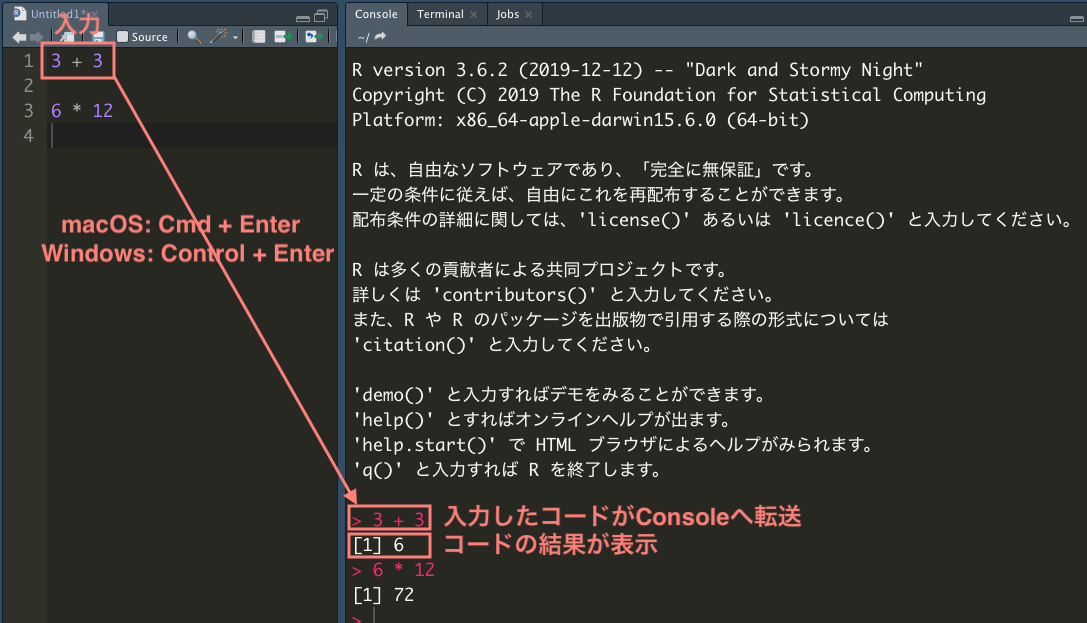 Untitled1*
入力
Source
1 3 + 3
2
3 6 * 12
4
macOS: Cmd + Enter
Windows: Control + Enter
Console Terminal Jobs
~/
R version 3.6.2 (2019-12-12) -- "Dark and Stormy Night"
Copyright (C) 2019 The R Foundation for Statistical Computing
Platform: x86_64-apple-darwin15.6.0 (64-bit)
R は、自由なソフトウェアであり、「完全に無保証」です。
一定の条件に従えば、自由にこれを再配布することができます。
配布条件の詳細に関しては、'license()' あるいは 'licence()' と入力してください。
R は多くの貢献者による共同プロジェクトです。
詳しくは 'contributors()' と入力してください。
また、R や R のパッケージを出版物で引用する際の形式については
'citation()' と入力してください。
'demo()' と入力すればデモをみることができます。
'help()' とすればオンラインヘルプが出ます。
'help.start()' で HTML ブラウザによるヘルプがみられます。
'q()' と入力すれば R を終了します。
> 3 + 3 入力したコードがConsoleへ転送
[1] 6 コードの結果が表示
> 6 * 12
[1] 72
>